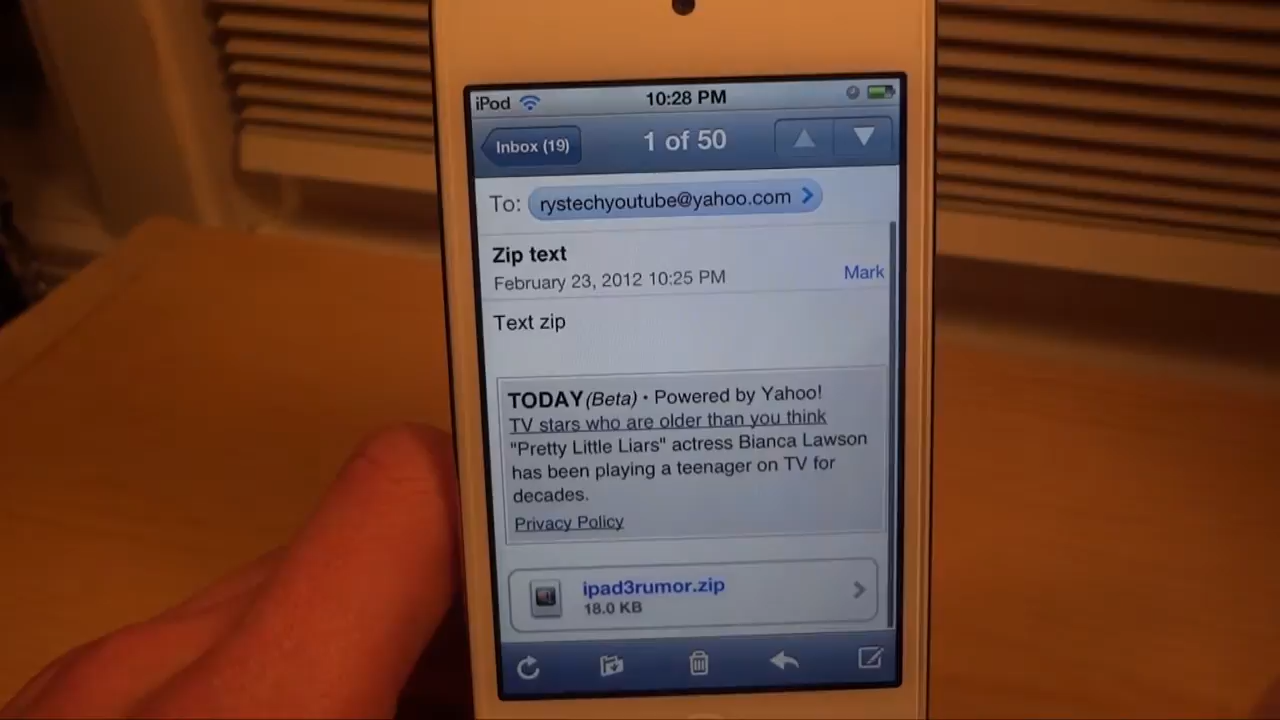 iPod 10:28 PM
Inbox (19) 1 of 50
To: rystechyoutube@yahoo.com
Zip text
February 23, 2012 10:25 PM Mark
Text zip
TODAY(Beta) • Powered by Yahoo!
TV stars who are older than you think
"Pretty Little Liars" actress Bianca Lawson
has been playing a teenager on TV for
decades.
Privacy Policy
ipad3rumor.zip
18.0 KB